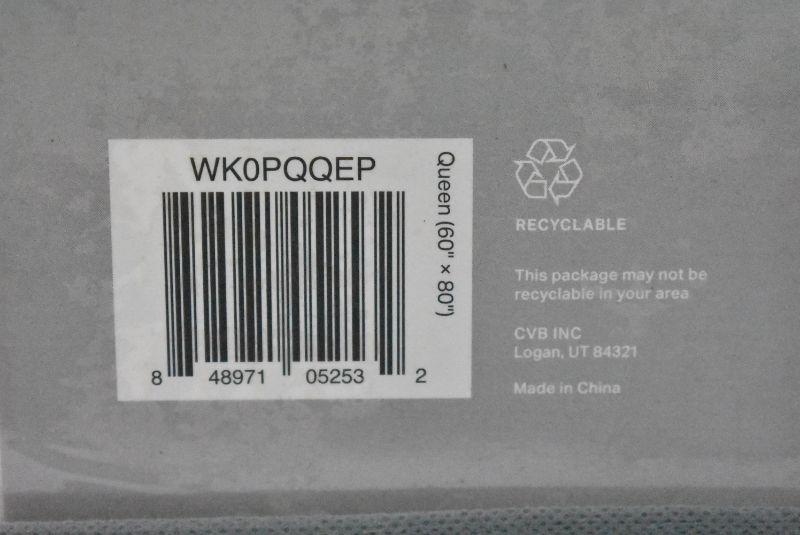 WK0PQQEP
Queen (60" × 80")
8 48971 05253 2
RECYCLABLE
This package may not be
recyclable in your area
CVB INC
Logan, UT 84321
Made in China